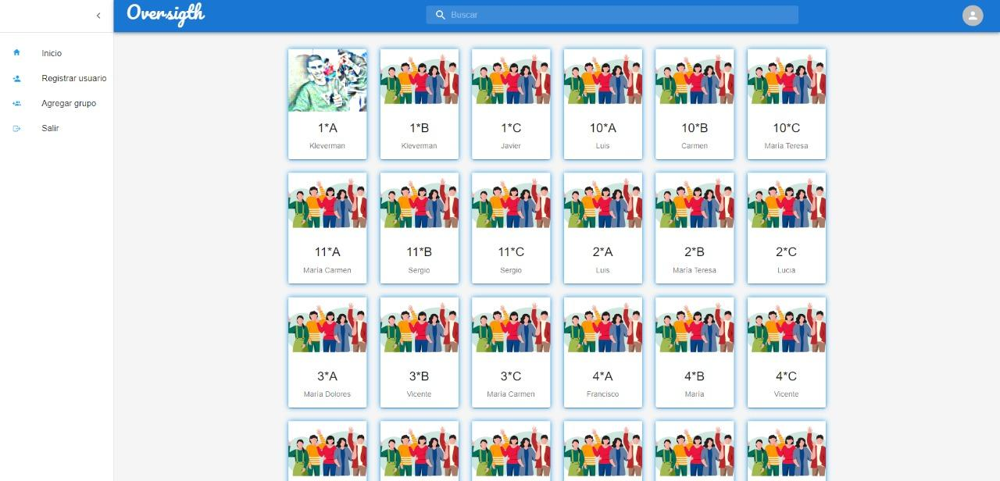 Oversigth
Buscar
Inicio
Registrar usuario
Agregar grupo
Salir
1*A
Kleverman
1*B
Kleverman
1*C
Javier
10*A
Luis
10*B
Carmen
10*C
María Teresa
11*A
María Carmen
11*B
Sergio
11*C
Sergio
2*A
Luis
2*B
María Teresa
2*C
Lucia
3*A
María Dolores
3*B
Vicente
3*C
María Carmen
4*A
Francisco
4*B
María
4*C
Vicente